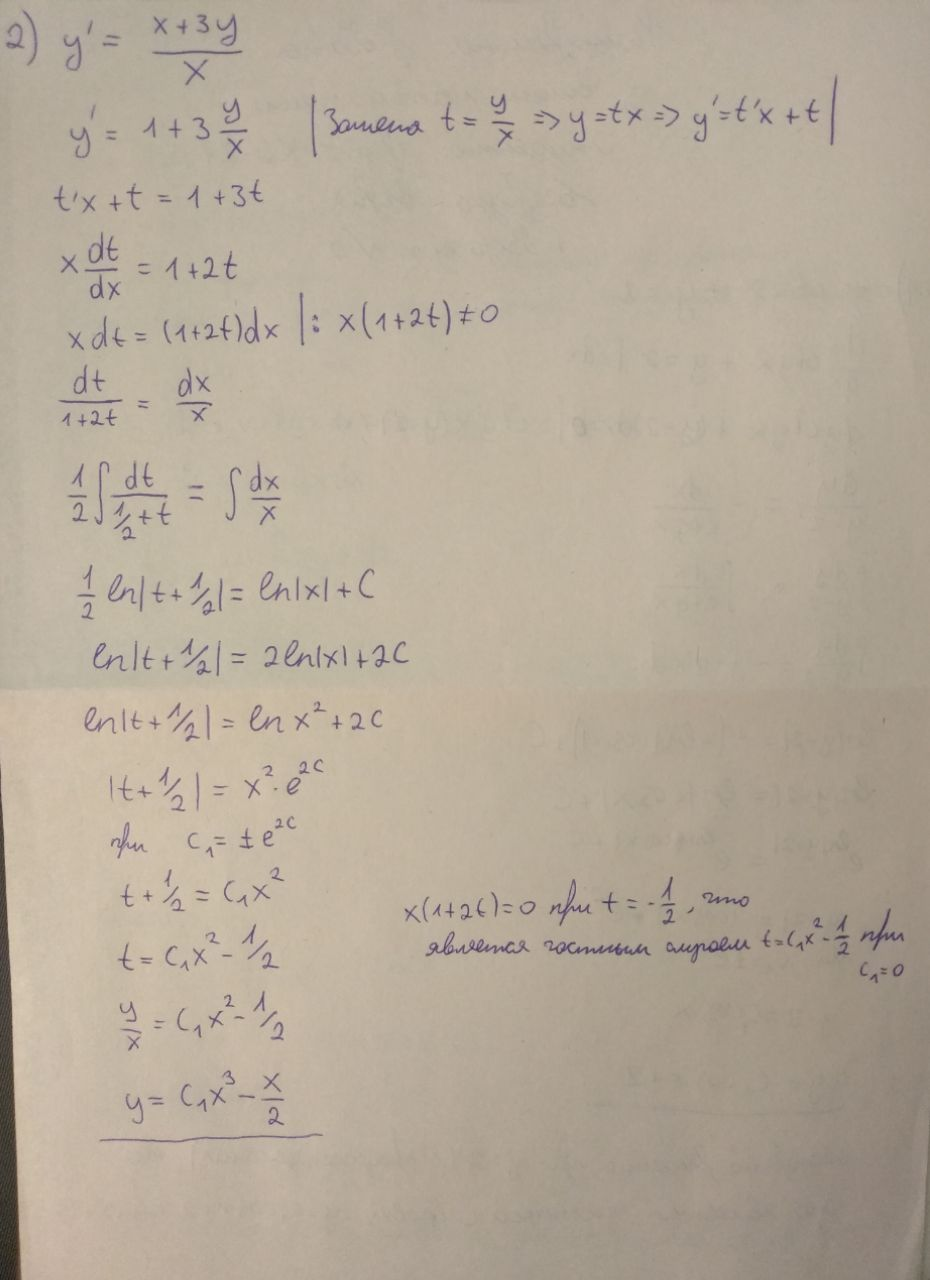 2) y' = (x+3y)/x
y' = 1+3 y/x |Замена t = y/x => y=tx => y'=t'x+t|
t'x+t = 1+3t
x dt/dx = 1+2t
xdt = (1+2t)dx |: x(1+2t)≠0
dt/(1+2t) = dx/x
1/2 ∫ dt/(1/2+t) = ∫ dx/x
1/2 ln|t+1/2| = ln|x|+C
ln|t+1/2| = 2ln|x|+2C
ln|t+1/2| = ln x²+2C
|t+1/2| = x²·e^(2C)
при C₁=±e^(2C)
t+1/2 = C₁x²
t = C₁x²-1/2
y/x = C₁x²-1/2
y = C₁x³ - x/2
x(1+2t)=0 при t=-1/2, что
является частным случаем t=C₁x²-1/2 при
C₁=0